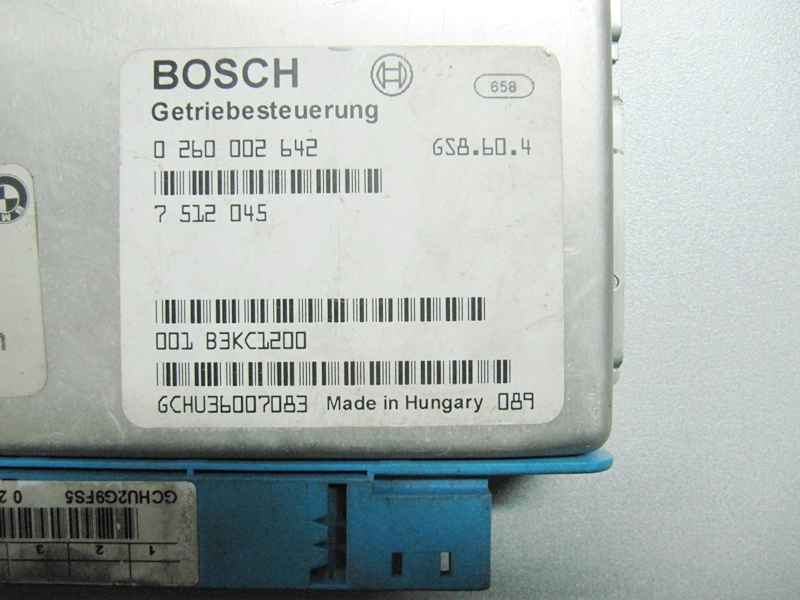 BOSCH
658
Getriebesteuerung
0 260 002 642 GS8.60.4
7 512 045
001 B3KC1200
GCHU36007083 Made in Hungary 089
GCHU2G9FS5
0 2
1 2 3